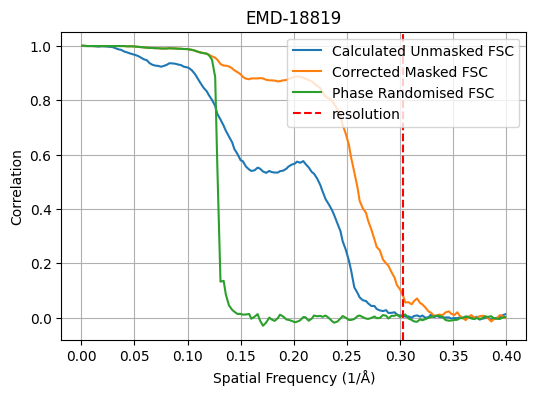 EMD-18819
Calculated Unmasked FSC
Corrected Masked FSC
Phase Randomised FSC
resolution
Correlation
1.0
0.8
0.6
0.4
0.2
0.0
0.00 0.05 0.10 0.15 0.20 0.25 0.30 0.35 0.40
Spatial Frequency (1/Å)